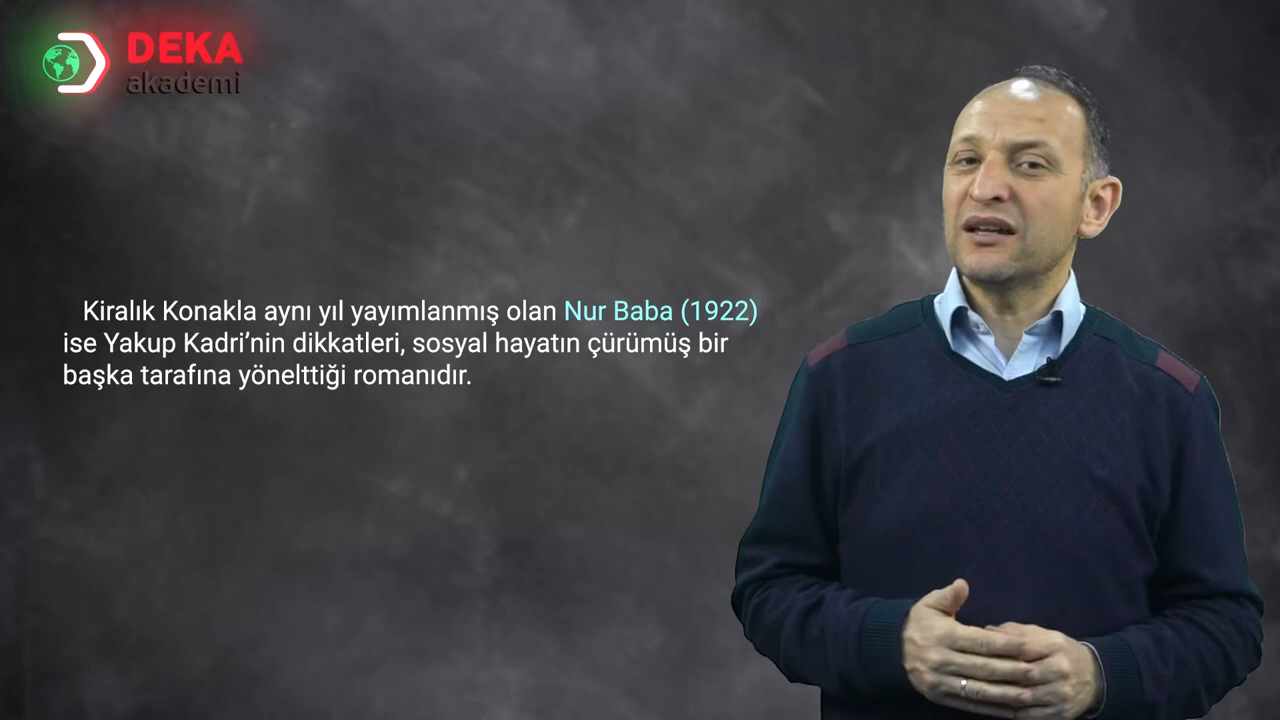 DEKA
akademi
Kiralık Konakla aynı yıl yayımlanmış olan Nur Baba (1922)
ise Yakup Kadri’nin dikkatleri, sosyal hayatın çürümüş bir
başka tarafına yönelttiği romanıdır.